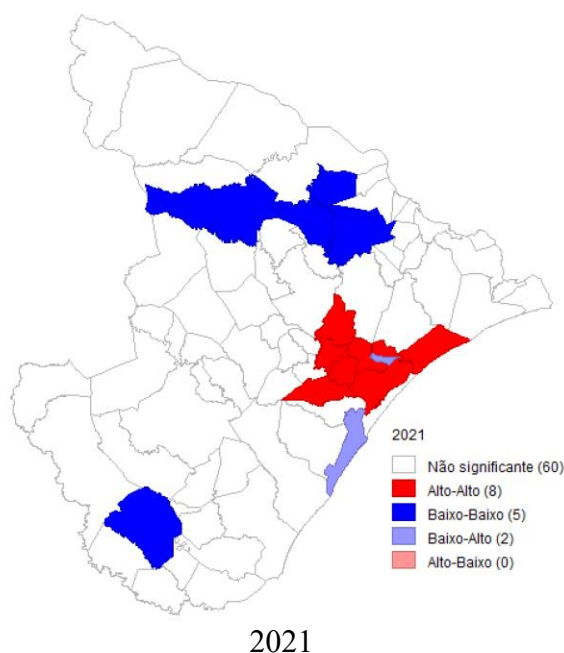 2021
Não significante (60)
Alto-Alto (8)
Baixo-Baixo (5)
Baixo-Alto (2)
Alto-Baixo (0)
2021